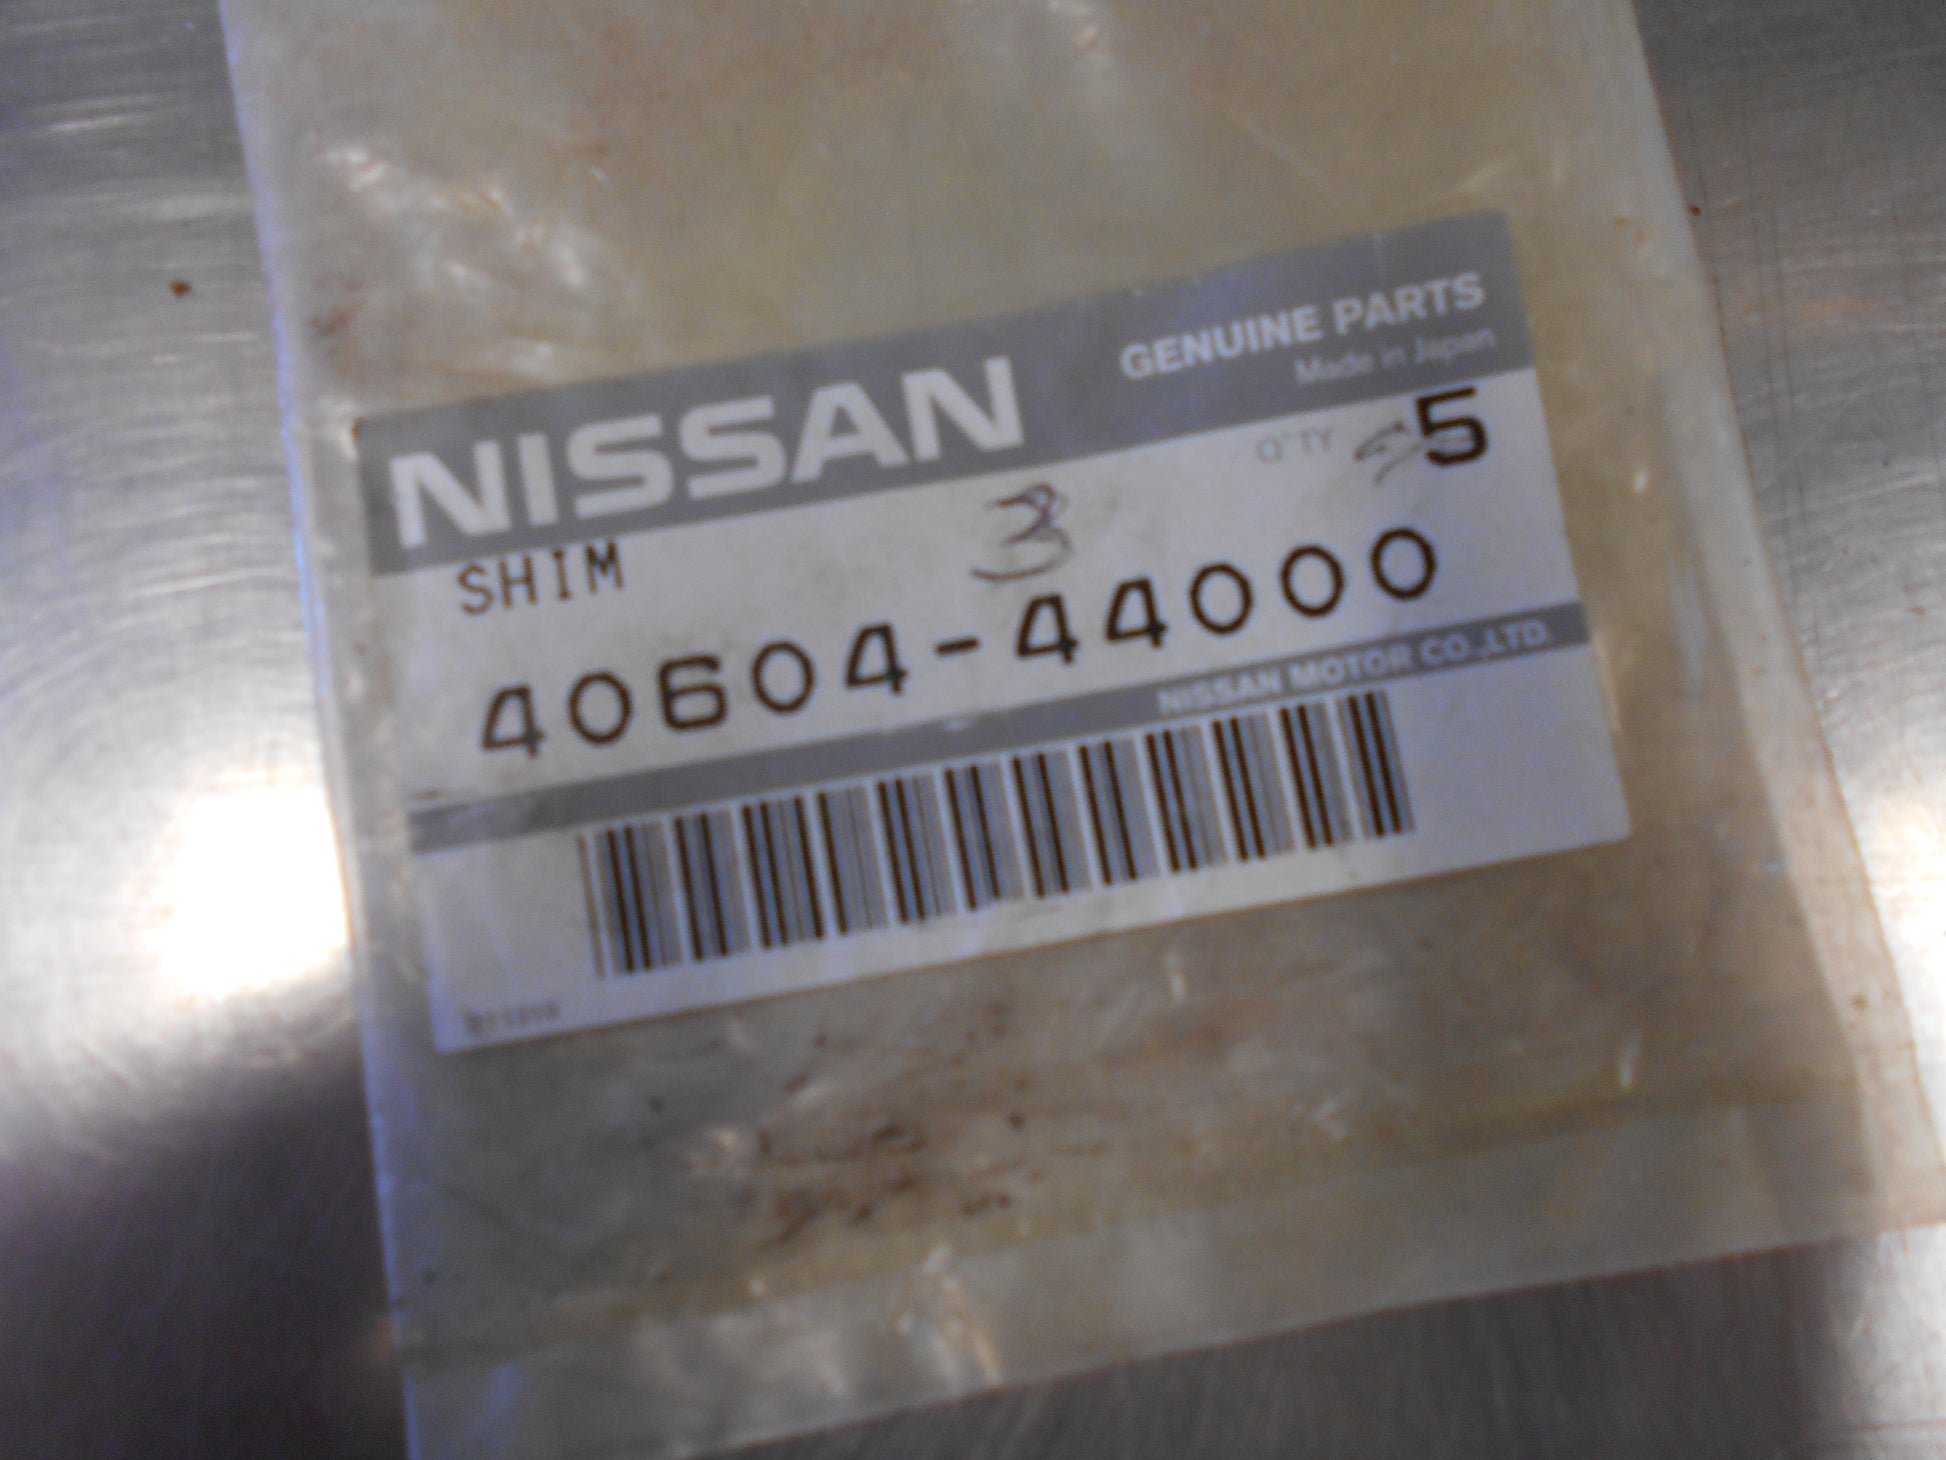 NISSAN
GENUINE PARTS
Made in Japan
Q'TY 5
SHIM
3
40604-44000
NISSAN MOTOR CO.,LTD.